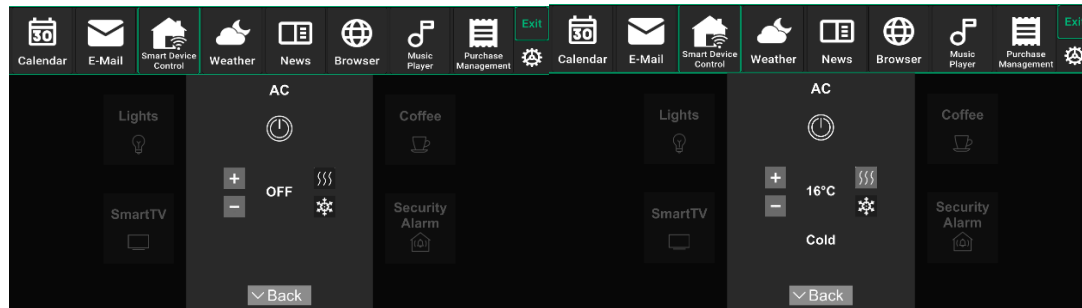 30
Calendar
E-Mail
Smart Device
Control
Weather
News
Browser
Music
Player
Purchase
Management
Exit
AC
Lights
Coffee
OFF
SmartTV
Security
Alarm
Back
30
Calendar
E-Mail
Smart Device
Control
Weather
News
Browser
Music
Player
Purchase
Management
Exit
AC
Lights
Coffee
16°C
SmartTV
Security
Alarm
Cold
Back